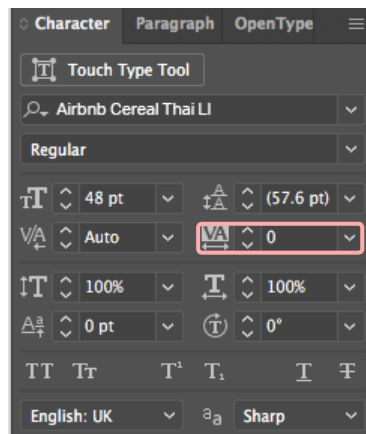 Character Paragraph OpenType
Touch Type Tool
Airbnb Cereal Thai LI
Regular
48 pt (57.6 pt)
Auto 0
100% 100%
0 pt 0°
English: UK Sharp